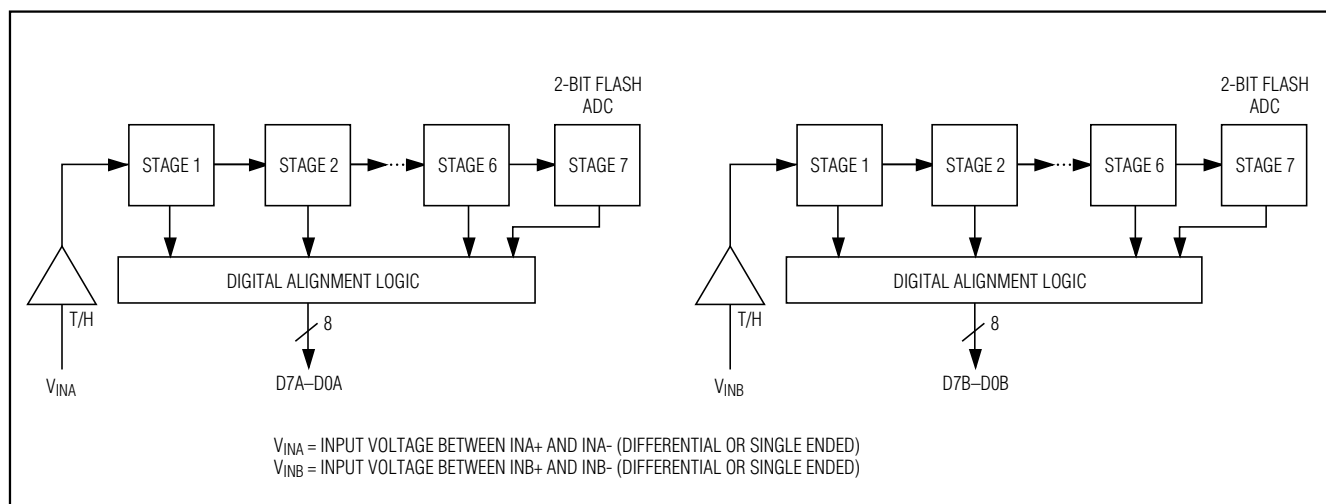 2-BIT FLASH
ADC
STAGE 1
STAGE 2
...
STAGE 6
STAGE 7
DIGITAL ALIGNMENT LOGIC
T/H
8
VINA
D7A–D0A
2-BIT FLASH
ADC
STAGE 1
STAGE 2
...
STAGE 6
STAGE 7
DIGITAL ALIGNMENT LOGIC
T/H
8
VINB
D7B–D0B
VINA = INPUT VOLTAGE BETWEEN INA+ AND INA- (DIFFERENTIAL OR SINGLE ENDED)
VINB = INPUT VOLTAGE BETWEEN INB+ AND INB- (DIFFERENTIAL OR SINGLE ENDED)